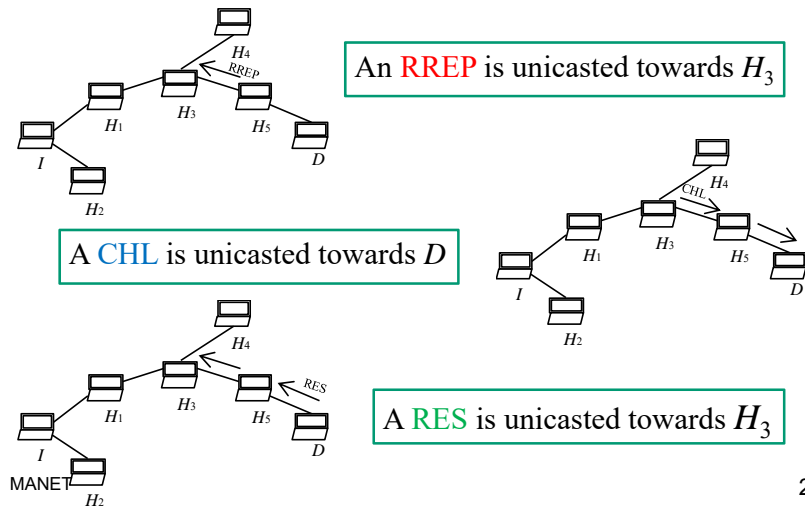 H4
RREP
An RREP is unicasted towards H3
H1
H3
H5
I
D
H2
CHL
H4
A CHL is unicasted towards D
H1
H3
H5
I
D
H2
H4
RES
H1
H3
H5
A RES is unicasted towards H3
I
D
MANET
H2
2